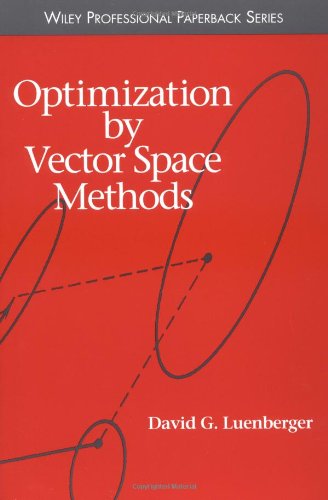 WILEY PROFESSIONAL PAPERBACK SERIES
Optimization
by
Vector Space
Methods
David G. Luenberger